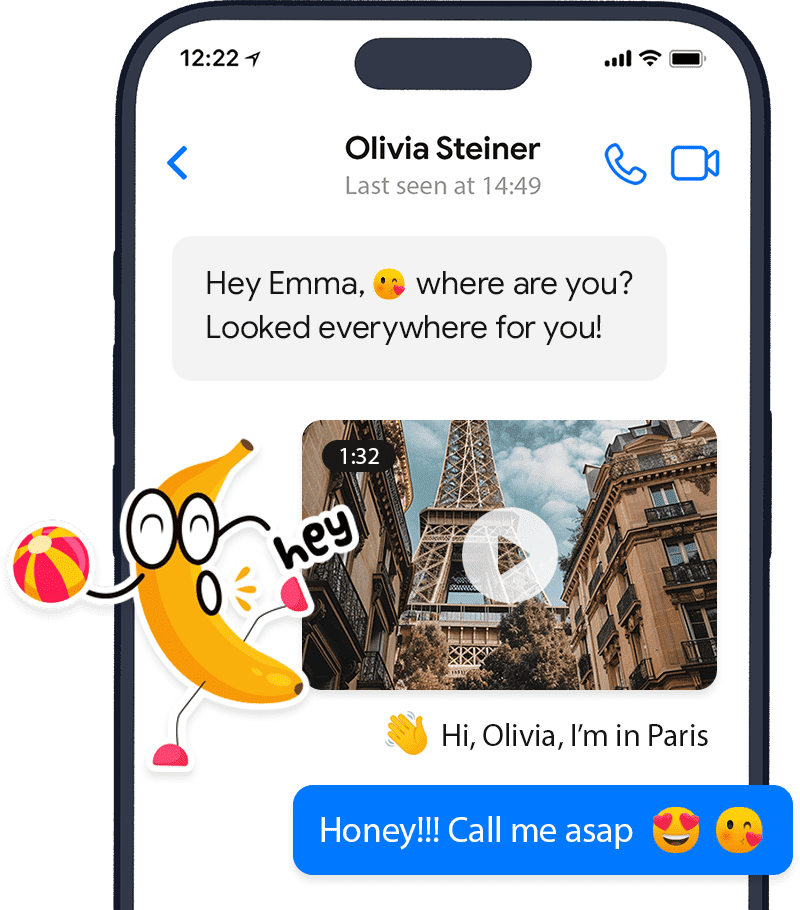 12:22
Olivia Steiner
Last seen at 14:49
Hey Emma, 😘 where are you?
Looked everywhere for you!
1:32
hey
👋 Hi, Olivia, I’m in Paris
Honey!!! Call me asap 😍 😘